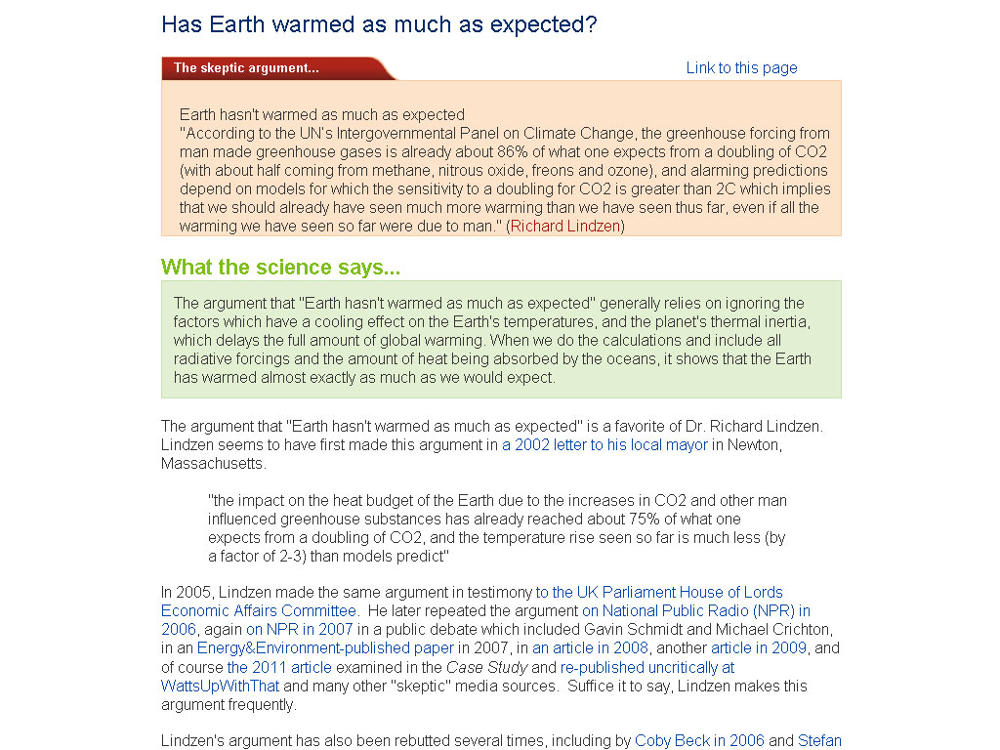 Has Earth warmed as much as expected?
The skeptic argument...
Link to this page
Earth hasn't warmed as much as expected
"According to the UN's Intergovernmental Panel on Climate Change, the greenhouse forcing from
man made greenhouse gases is already about 86% of what one expects from a doubling of CO2
(with about half coming from methane, nitrous oxide, freons and ozone), and alarming predictions
depend on models for which the sensitivity to a doubling for CO2 is greater than 2C which implies
that we should already have seen much more warming than we have seen thus far, even if all the
warming we have seen so far were due to man." (Richard Lindzen)
What the science says...
The argument that "Earth hasn't warmed as much as expected" generally relies on ignoring the
factors which have a cooling effect on the Earth's temperatures, and the planet's thermal inertia,
which delays the full amount of global warming. When we do the calculations and include all
radiative forcings and the amount of heat being absorbed by the oceans, it shows that the Earth
has warmed almost exactly as much as we would expect.
The argument that "Earth hasn't warmed as much as expected" is a favorite of Dr. Richard Lindzen.
Lindzen seems to have first made this argument in a 2002 letter to his local mayor in Newton,
Massachusetts.
"the impact on the heat budget of the Earth due to the increases in CO2 and other man
influenced greenhouse substances has already reached about 75% of what one
expects from a doubling of CO2, and the temperature rise seen so far is much less (by
a factor of 2-3) than models predict"
In 2005, Lindzen made the same argument in testimony to the UK Parliament House of Lords
Economic Affairs Committee. He later repeated the argument on National Public Radio (NPR) in
2006, again on NPR in 2007 in a public debate which included Gavin Schmidt and Michael Crichton,
in an Energy&Environment-published paper in 2007, in an article in 2008, another article in 2009, and
of course the 2011 article examined in the Case Study and re-published uncritically at
WattsUpWithThat and many other "skeptic" media sources. Suffice it to say, Lindzen makes this
argument frequently.
Lindzen's argument has also been rebutted several times, including by Coby Beck in 2006 and Stefan